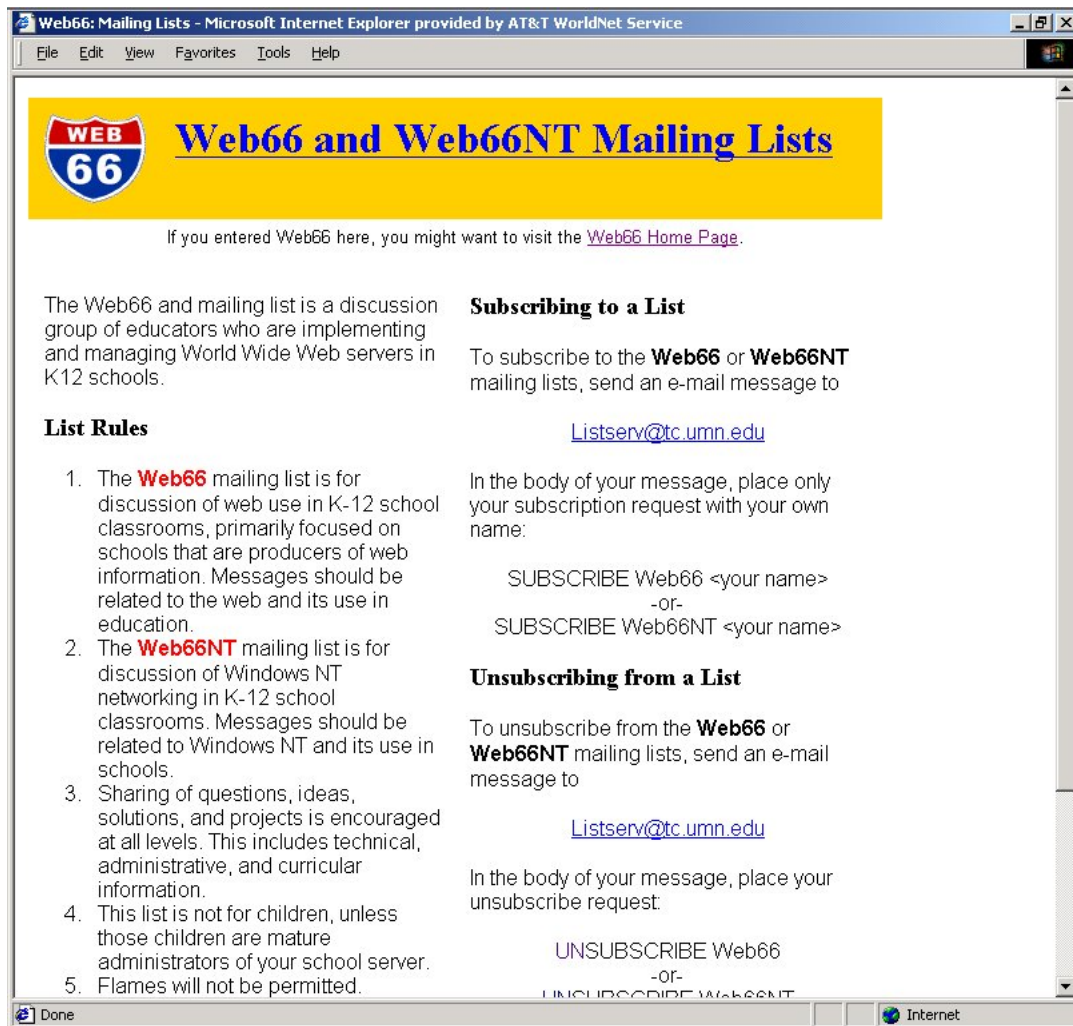 Web66: Mailing Lists - Microsoft Internet Explorer provided by AT&T WorldNet Service
File Edit View Favorites Tools Help
WEB
66
Web66 and Web66NT Mailing Lists
If you entered Web66 here, you might want to visit the Web66 Home Page.
The Web66 and mailing list is a discussion
group of educators who are implementing
and managing World Wide Web servers in
K12 schools.
List Rules
1. The Web66 mailing list is for
discussion of web use in K-12 school
classrooms, primarily focused on
schools that are producers of web
information. Messages should be
related to the web and its use in
education.
2. The Web66NT mailing list is for
discussion of Windows NT
networking in K-12 school
classrooms. Messages should be
related to Windows NT and its use in
schools.
3. Sharing of questions, ideas,
solutions, and projects is encouraged
at all levels. This includes technical,
administrative, and curricular
information.
4. This list is not for children, unless
those children are mature
administrators of your school server.
5. Flames will not be permitted.
Subscribing to a List
To subscribe to the Web66 or Web66NT
mailing lists, send an e-mail message to
Listserv@tc.umn.edu
In the body of your message, place only
your subscription request with your own
name:
SUBSCRIBE Web66 <your name>
-or-
SUBSCRIBE Web66NT <your name>
Unsubscribing from a List
To unsubscribe from the Web66 or
Web66NT mailing lists, send an e-mail
message to
Listserv@tc.umn.edu
In the body of your message, place your
unsubscribe request:
UNSUBSCRIBE Web66
-or-
UNSUBSCRIBE Web66NT
Done
Internet